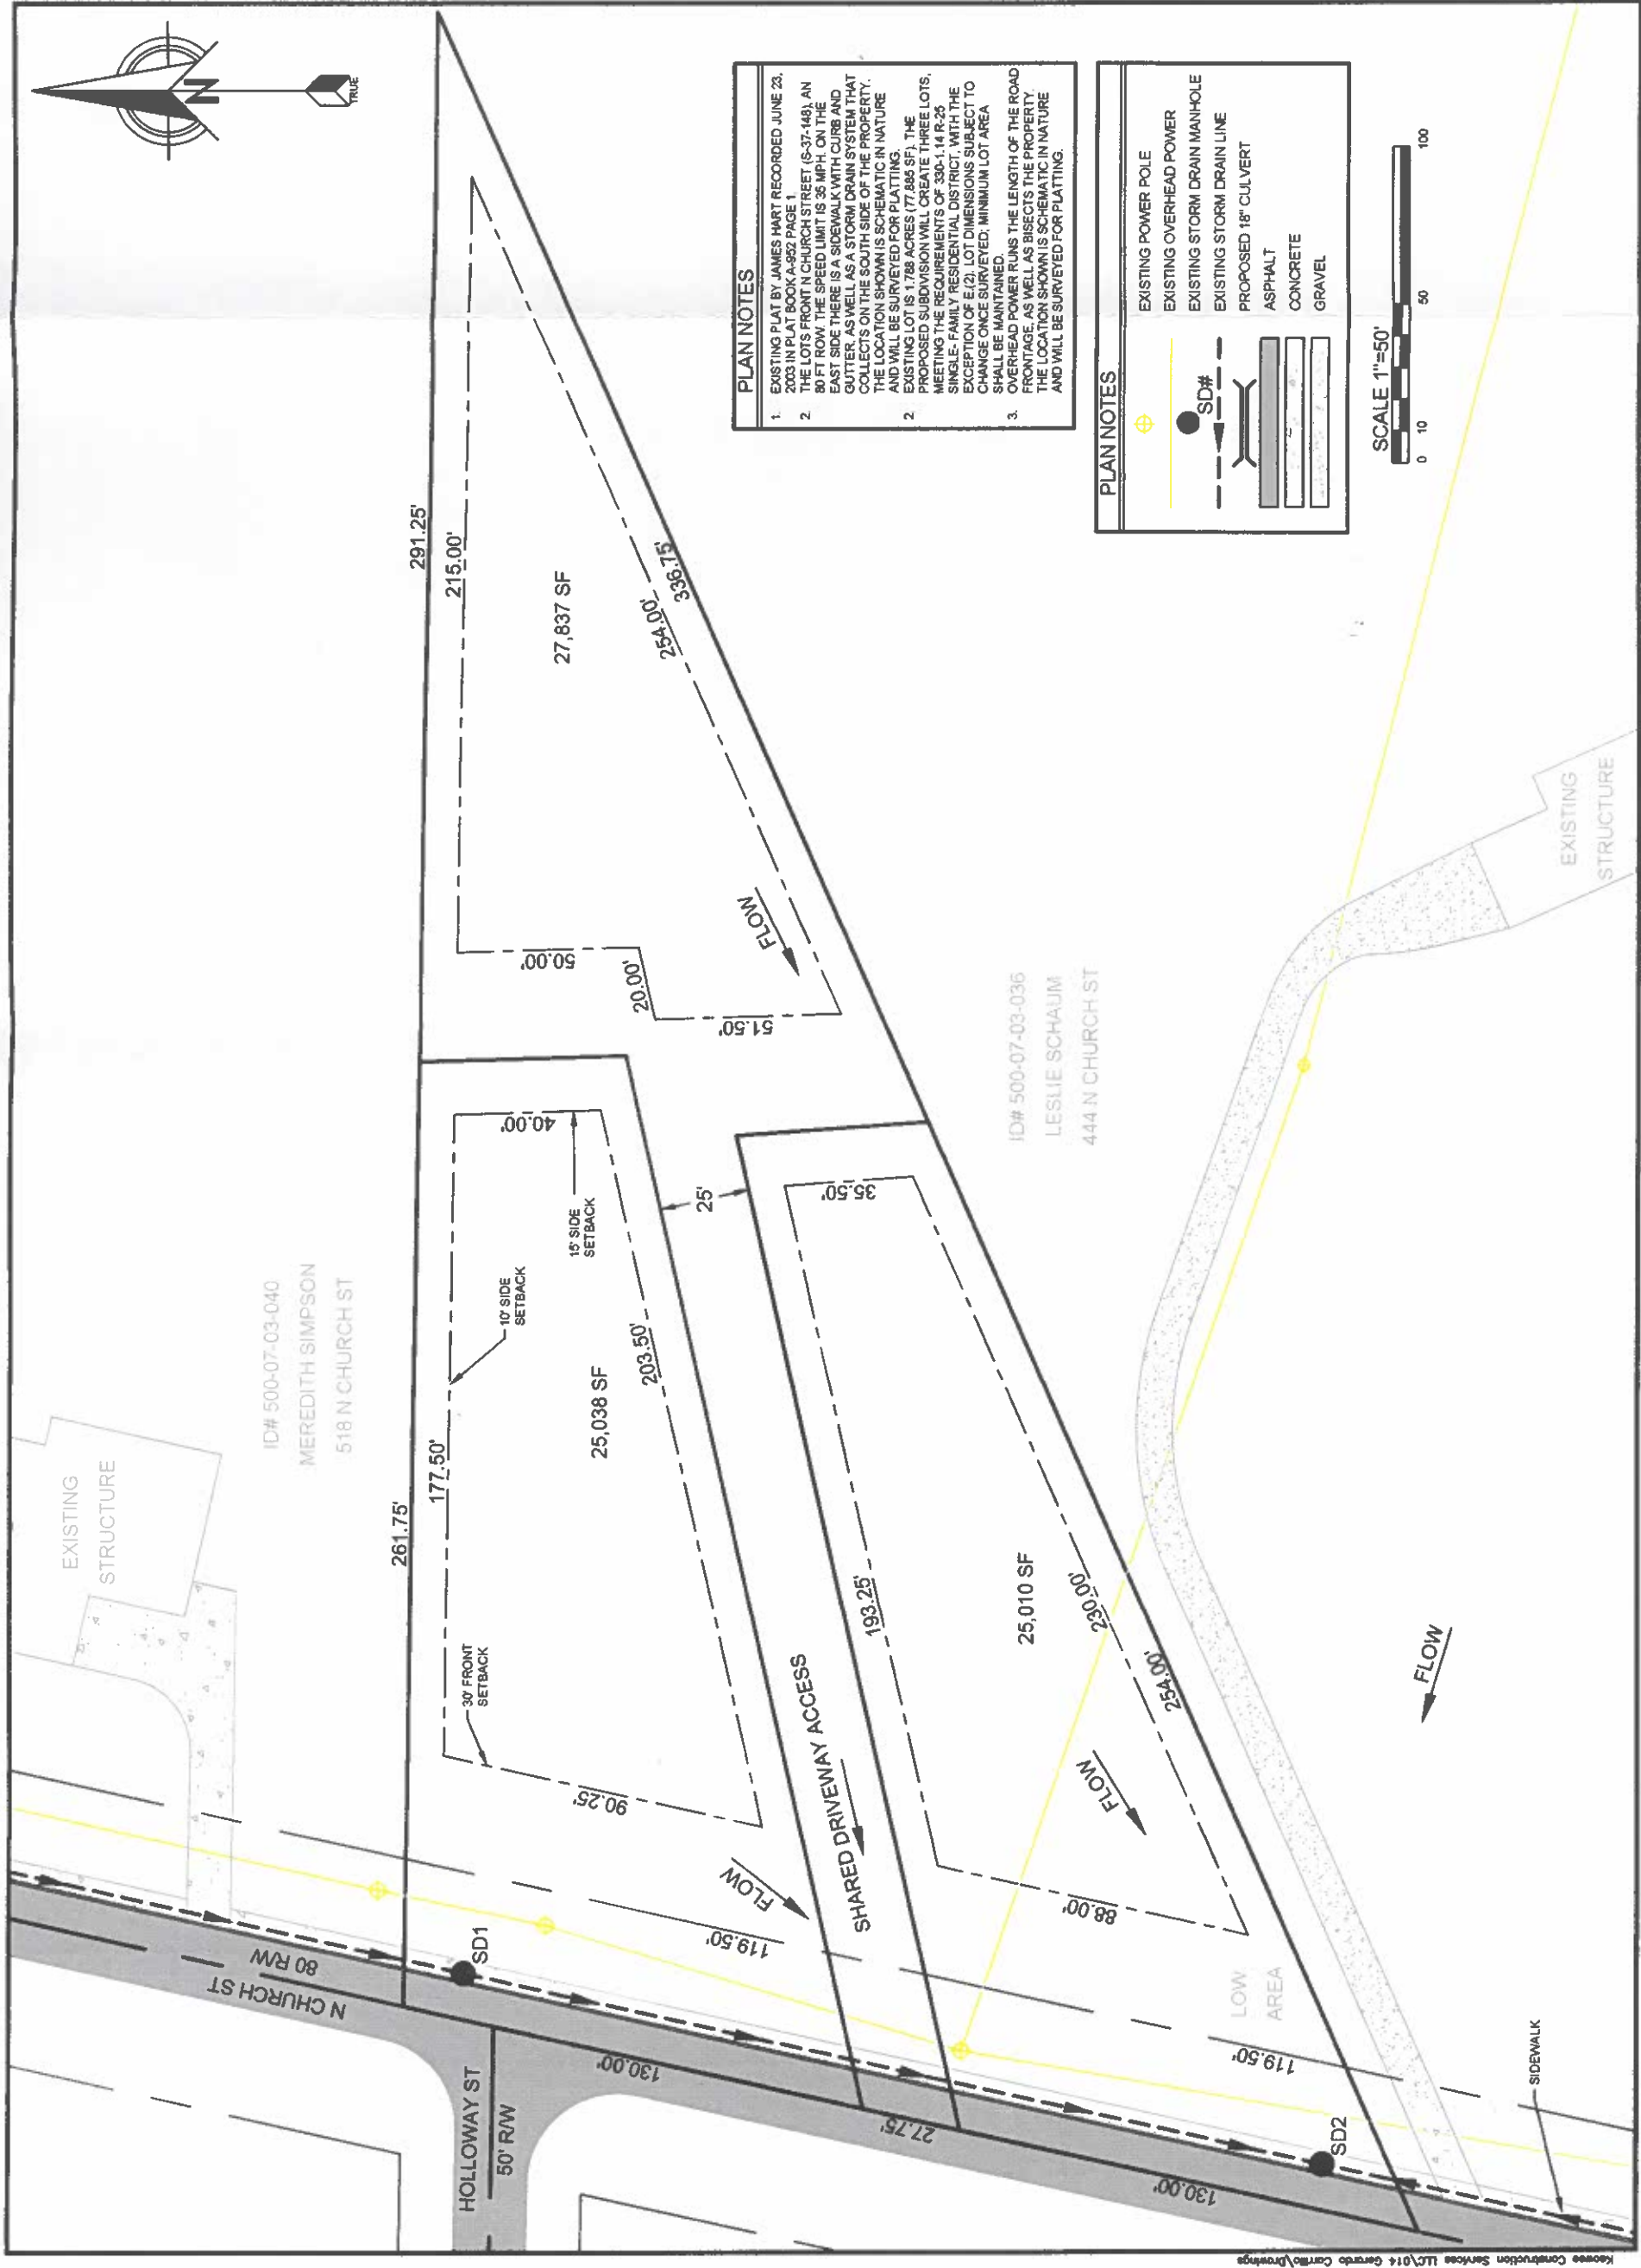 N
TRUE
PLAN NOTES
1. EXISTING PLAT BY JAMES HART RECORDED JUNE 23,
2003 IN PLAT BOOK A-952 PAGE 1.
2. THE LOTS FRONT N CHURCH STREET (S-37-148), AN
80 FT ROW. THE SPEED LIMIT IS 35 MPH. ON THE
EAST SIDE THERE IS A SIDEWALK WITH CURB AND
GUTTER, AS WELL AS A STORM DRAIN SYSTEM THAT
COLLECTS ON THE SOUTH SIDE OF THE PROPERTY.
THE LOCATION SHOWN IS SCHEMATIC IN NATURE
AND WILL BE SURVEYED FOR PLATTING.
2. EXISTING LOT IS 1.788 ACRES (77,885 SF). THE
PROPOSED SUBDIVISION WILL CREATE THREE LOTS,
MEETING THE REQUIREMENTS OF 330-1.14 R-25
SINGLE-FAMILY RESIDENTIAL DISTRICT, WITH THE
EXCEPTION OF E.(2). LOT DIMENSIONS SUBJECT TO
CHANGE ONCE SURVEYED; MINIMUM LOT AREA
SHALL BE MAINTAINED.
3. OVERHEAD POWER RUNS THE LENGTH OF THE ROAD
FRONTAGE, AS WELL AS BISECTS THE PROPERTY.
THE LOCATION SHOWN IS SCHEMATIC IN NATURE
AND WILL BE SURVEYED FOR PLATTING.
PLAN NOTES
EXISTING POWER POLE
EXISTING OVERHEAD POWER
EXISTING STORM DRAIN MANHOLE
SD#
EXISTING STORM DRAIN LINE
PROPOSED 18" CULVERT
ASPHALT
CONCRETE
GRAVEL
SCALE 1"=50'
0 10 50 100
EXISTING
STRUCTURE
ID# 500-07-03-040
MEREDITH SIMPSON
518 N CHURCH ST
261.75'
291.25'
177.50'
215.00'
10' SIDE
SETBACK
15' SIDE
SETBACK
30' FRONT
SETBACK
40.00'
90.25'
25,038 SF
203.50'
50.00'
20.00'
51.50'
27,837 SF
254.00'
336.75'
FLOW
25'
SHARED DRIVEWAY ACCESS
FLOW
193.25'
35.50'
25,010 SF
230.00'
254.00'
88.00'
FLOW
N CHURCH ST
80 R/W
SD1
119.50'
130.00'
HOLLOWAY ST
50' R/W
27.75'
130.00'
119.50'
LOW
AREA
SD2
SIDEWALK
FLOW
ID# 500-07-03-036
LESLIE SCHAUM
444 N CHURCH ST
EXISTING
STRUCTURE
Keowee Construction Services LLC\014 Gerardo Carrillo\Drawings